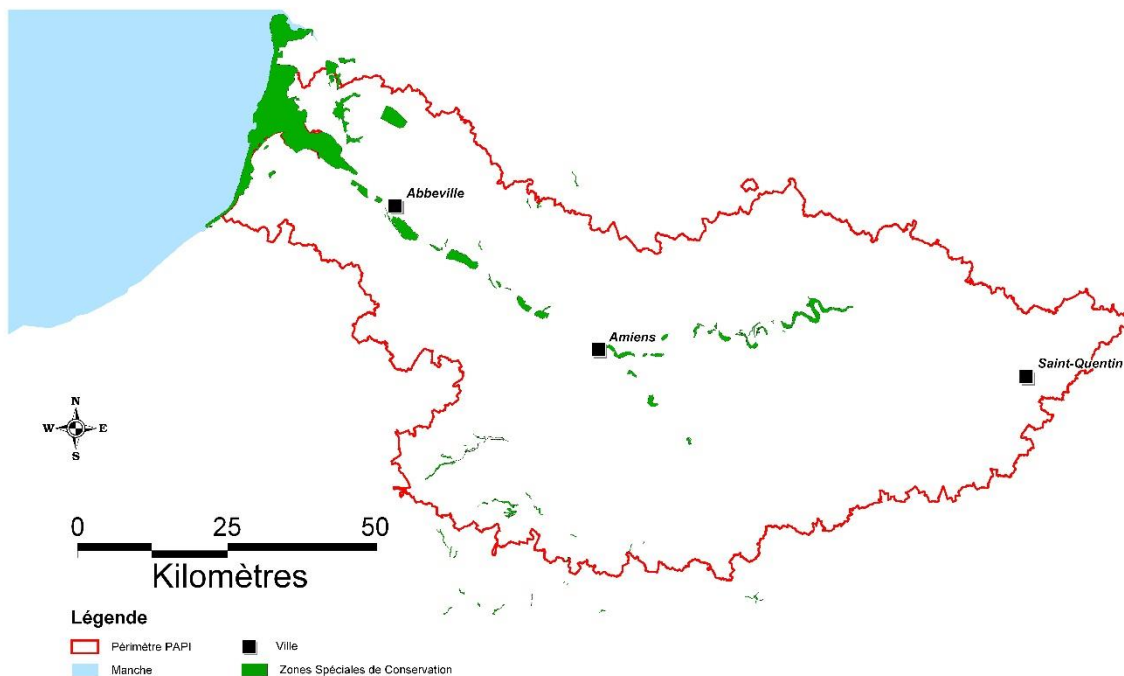 Abbeville
Amiens
Saint-Quentin
N
W E
S
0 25 50
Kilomètres
Légende
Périmètre PAPI
Ville
Manche
Zones Spéciales de Conservation